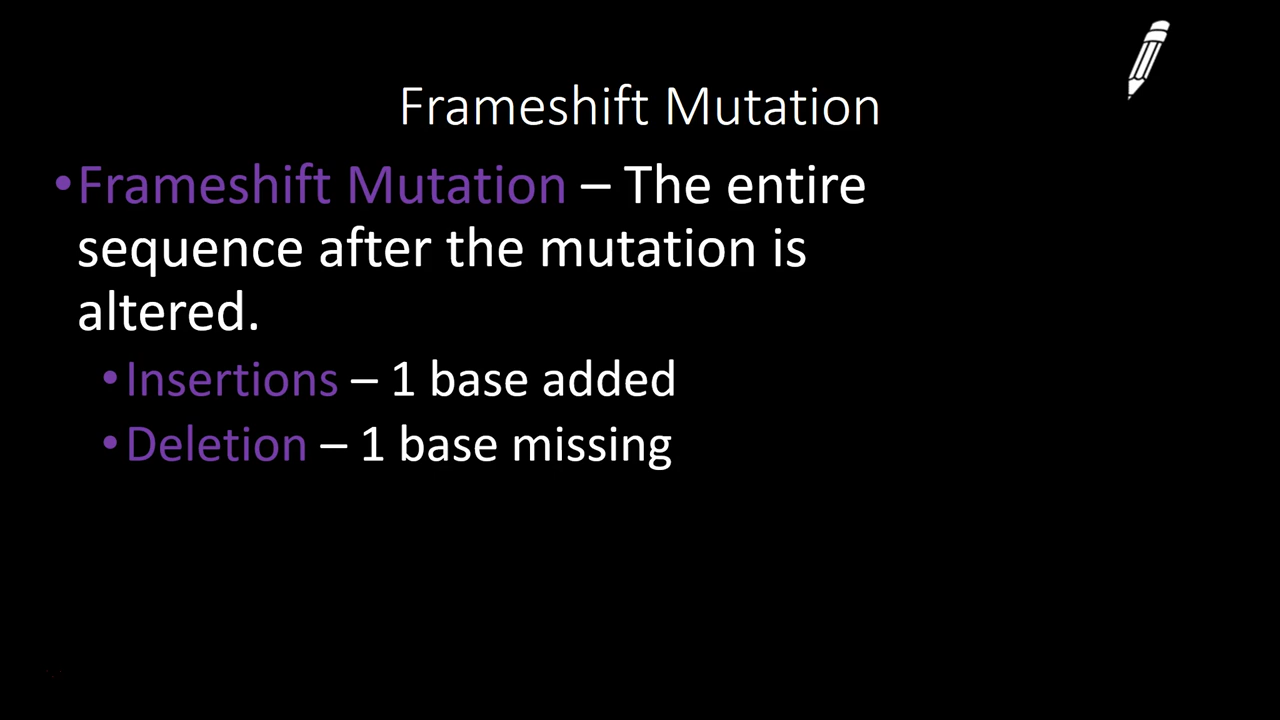 Frameshift Mutation
•Frameshift Mutation – The entire
sequence after the mutation is
altered.
•Insertions – 1 base added
•Deletion – 1 base missing